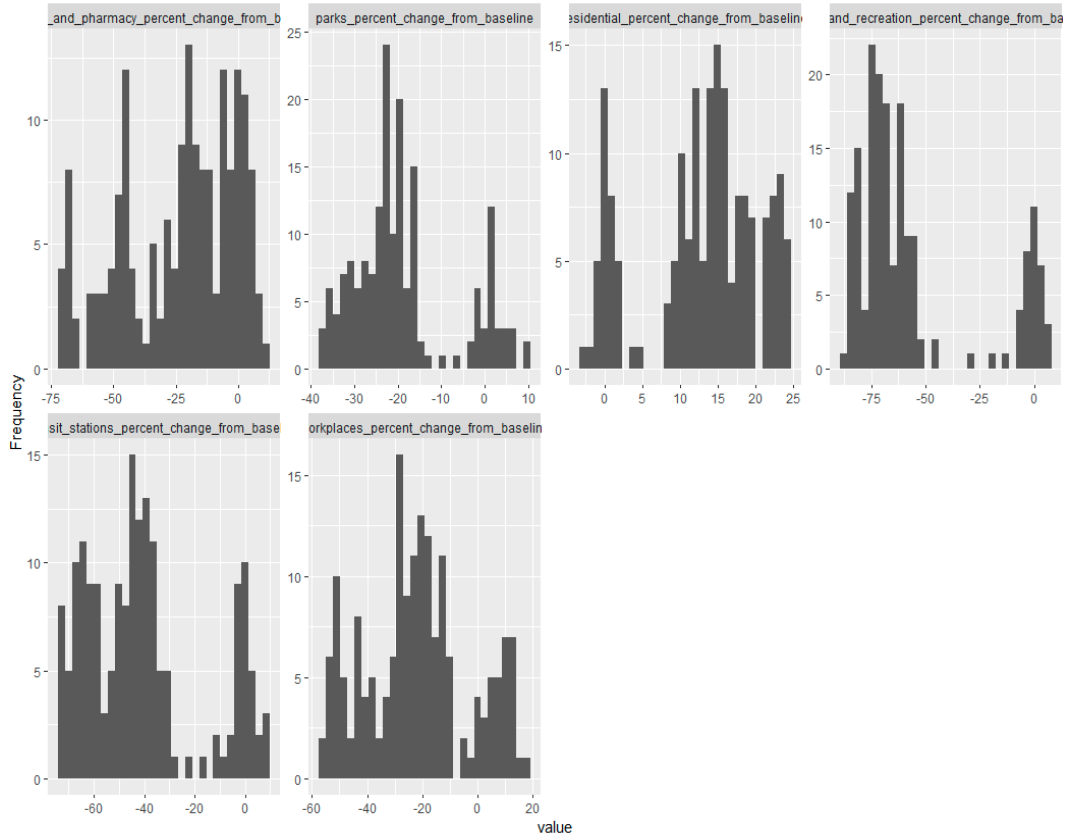 _and_pharmacy_percent_change_from_b
parks_percent_change_from_baseline
esidential_percent_change_from_baseline
and_recreation_percent_change_from_ba
10
5
0
-75 -50 -25 0
25
20
15
10
5
0
-40 -30 -20 -10 0 10
15
10
5
0
0 5 10 15 20 25
20
15
10
5
0
-75 -50 -25 0
Frequency
sit_stations_percent_change_from_basel
orkplaces_percent_change_from_baselin
15
10
5
0
-60 -40 -20 0
15
10
5
0
-60 -40 -20 0 20
value